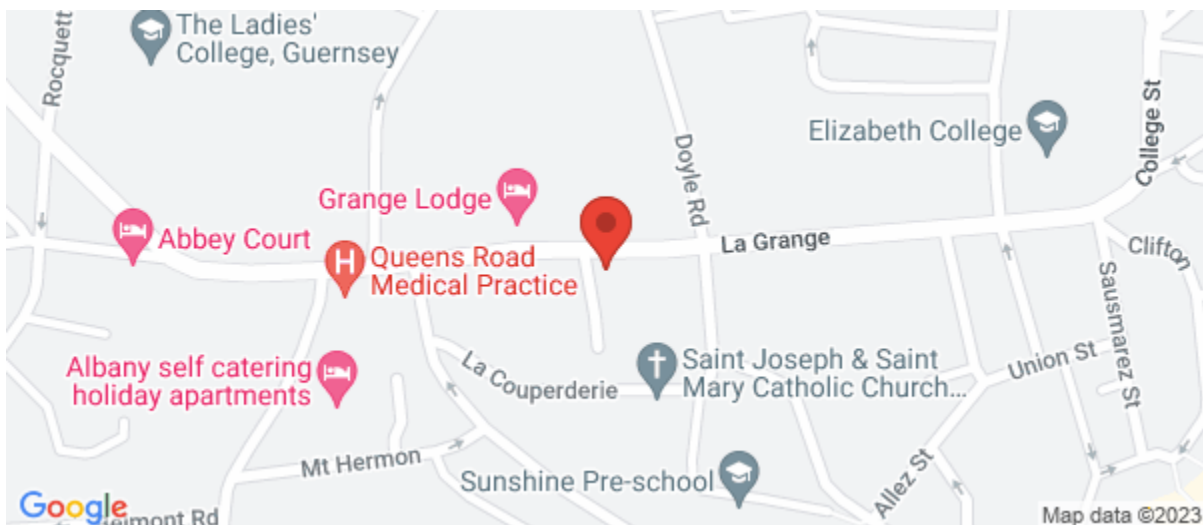 The Ladies'
College, Guernsey
Rocquett
College St
Elizabeth College
Doyle Rd
Grange Lodge
Abbey Court
La Grange
Clifton
H
Queens Road
Medical Practice
Sausmarez St
Albany self catering
holiday apartments
La Couperderie
Saint Joseph & Saint
Mary Catholic Church...
Union St
Mt Hermon
Sunshine Pre-school
Allez St
Google
elmont Rd
Map data ©2023